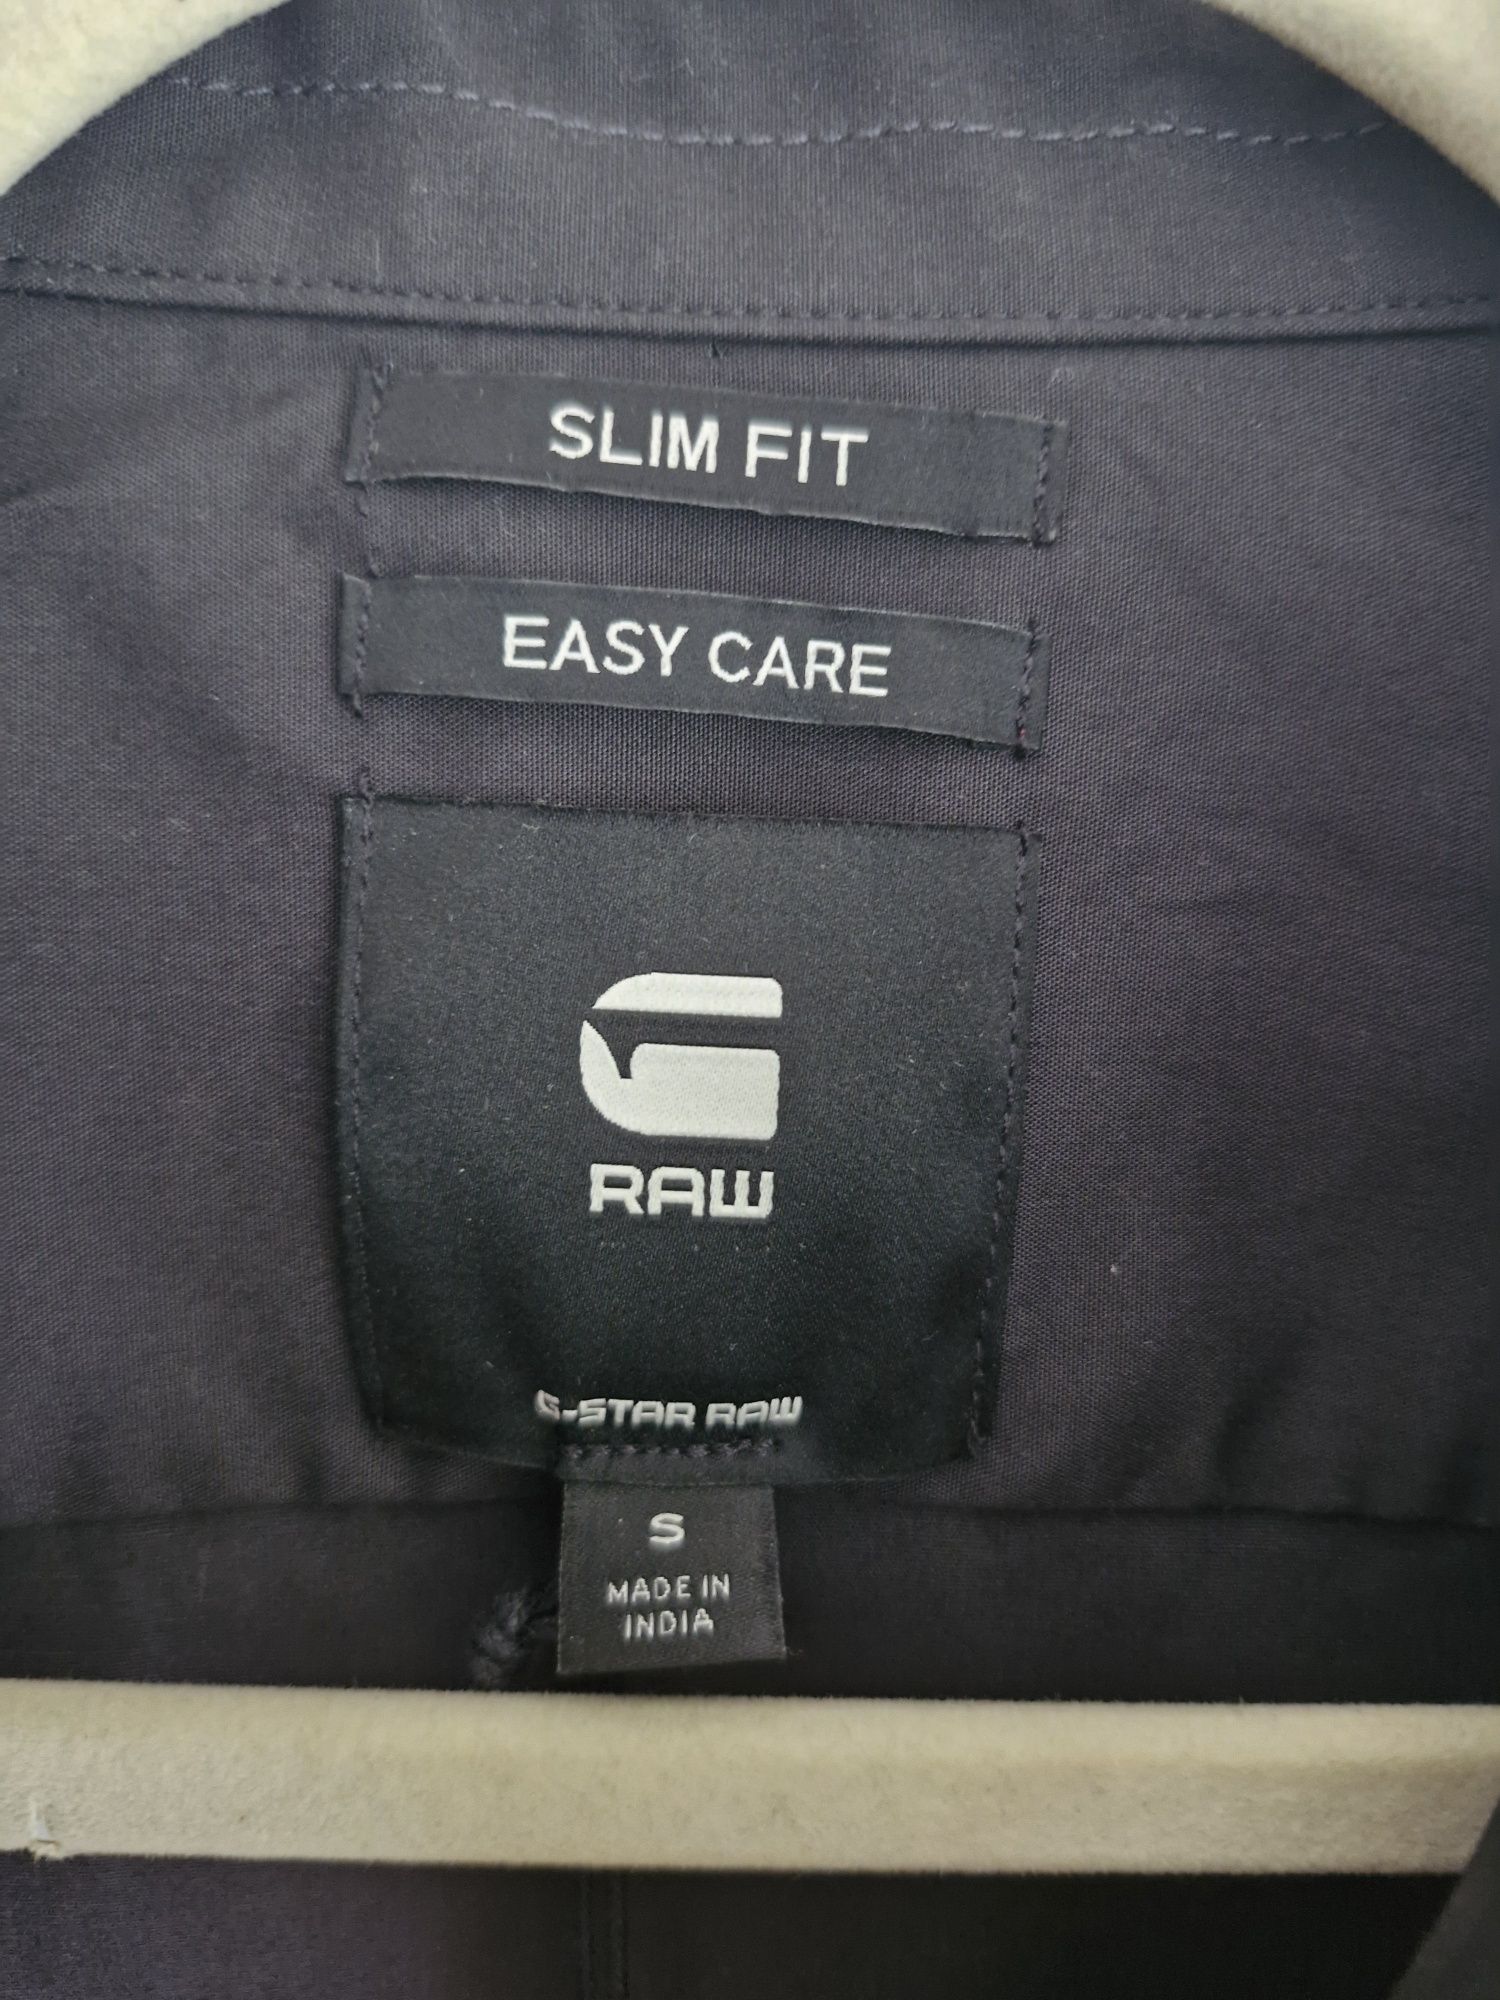 SLIM FIT
EASY CARE
G
RAW
G-STAR RAW
S
MADE IN
INDIA